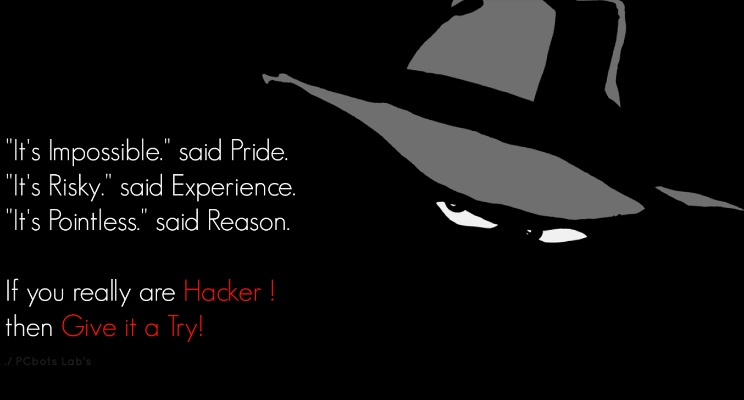 "It's Impossible." said Pride.
"It's Risky." said Experience.
"It's Pointless." said Reason.
If you really are Hacker !
then Give it a Try!
./ PCbots Lab's